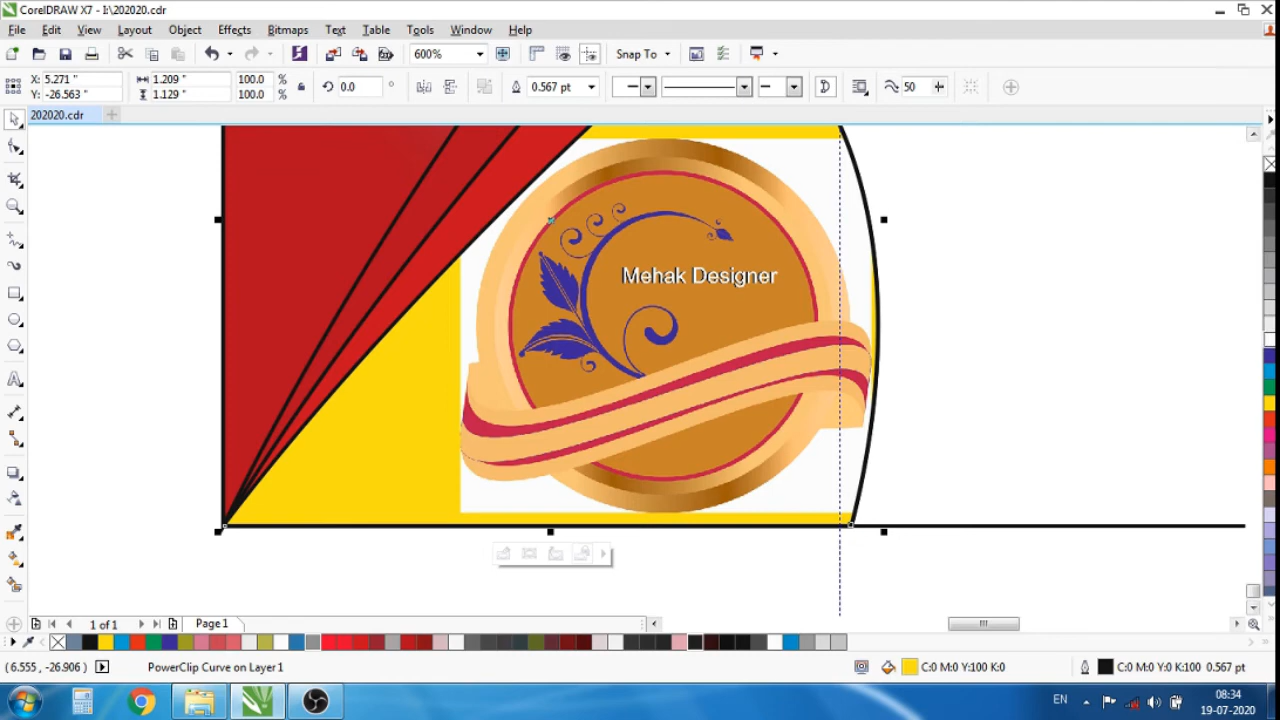 CorelDRAW X7 - I:\202020.cdr
File Edit View Layout Object Effects Bitmaps Text Table Tools Window Help
600% Snap To
X: 5.271 " 1.209 " 100.0 % 0.0 ° 0.567 pt 50
Y: -26.563 " 1.129 " 100.0 %
202020.cdr
Mehak Designer
1 of 1 Page 1
(6.555, -26.906) PowerClip Curve on Layer 1 C:0 M:0 Y:100 K:0 C:0 M:0 Y:0 K:100 0.567 pt
EN 08:34
19-07-2020